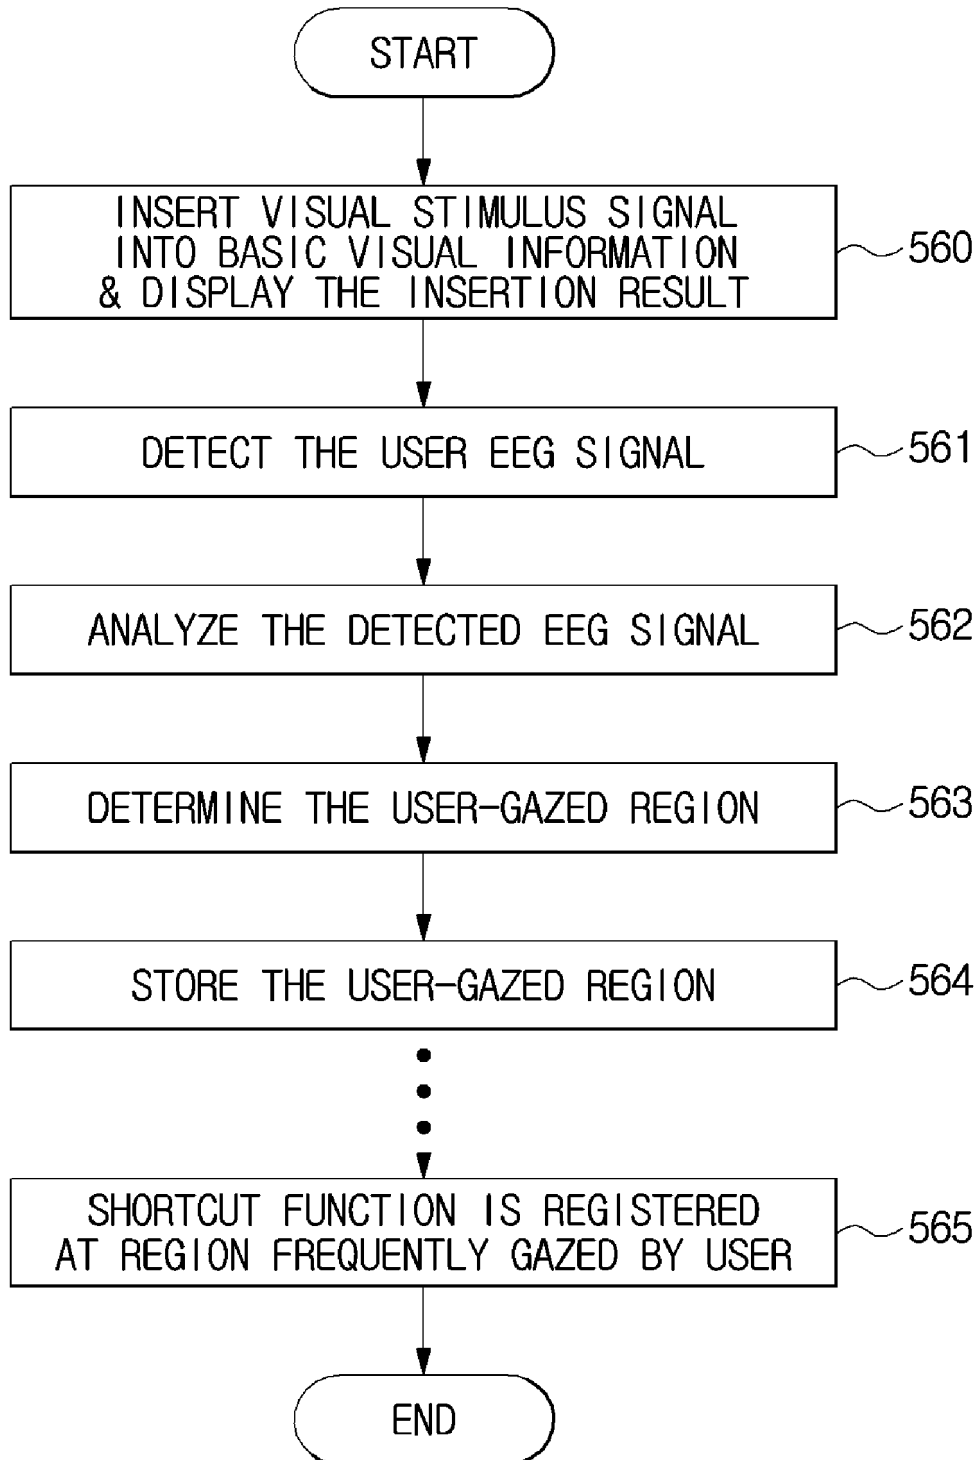 START
INSERT VISUAL STIMULUS SIGNAL
INTO BASIC VISUAL INFORMATION
& DISPLAY THE INSERTION RESULT
560
DETECT THE USER EEG SIGNAL
561
ANALYZE THE DETECTED EEG SIGNAL
562
DETERMINE THE USER-GAZED REGION
563
STORE THE USER-GAZED REGION
564
SHORTCUT FUNCTION IS REGISTERED
AT REGION FREQUENTLY GAZED BY USER
565
END